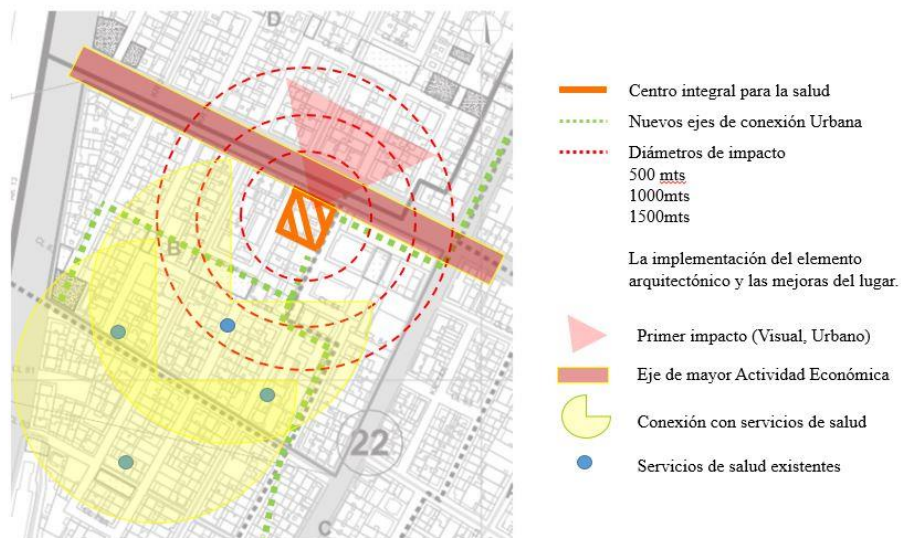 D
B
22
C
Centro integral para la salud
Nuevos ejes de conexión Urbana
Diámetros de impacto
500 mts
1000mts
1500mts
La implementación del elemento
arquitectónico y las mejoras del lugar.
Primer impacto (Visual, Urbano)
Eje de mayor Actividad Económica
Conexión con servicios de salud
Servicios de salud existentes